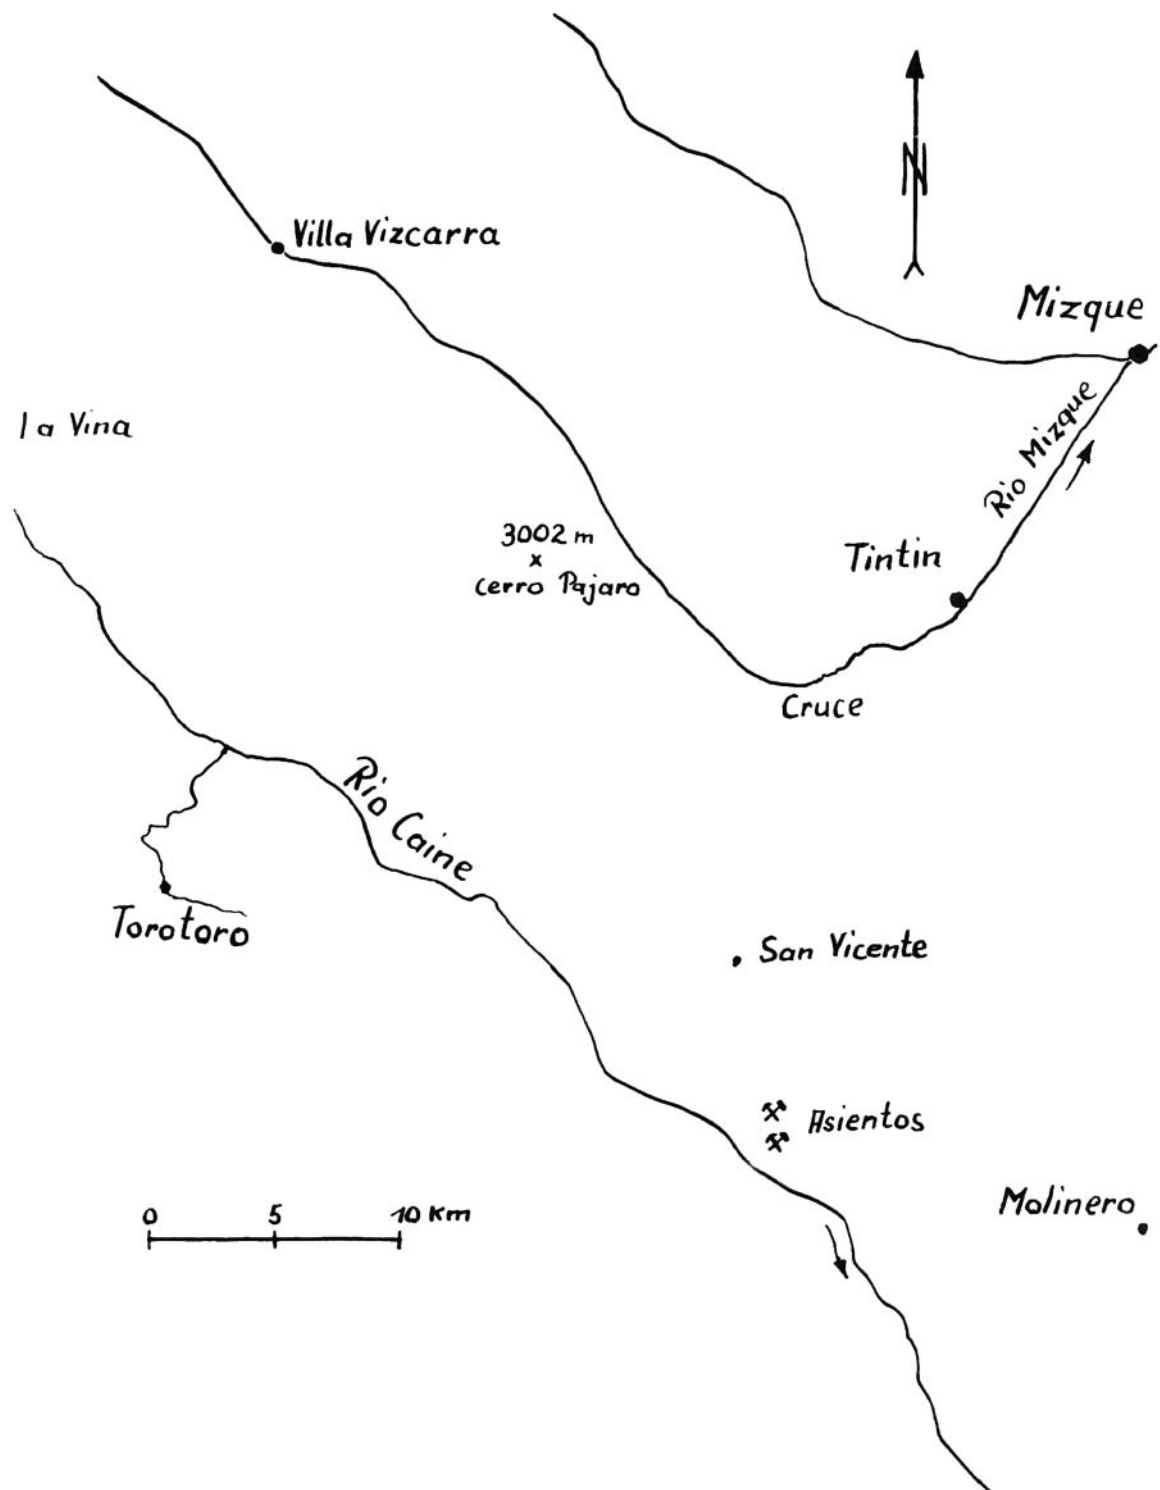 N
Villa Vizcarra
Mizque
Rio Mizque
la Vina
3002 m
x
Cerro Pajaro
Tintin
Cruce
Rio Caine
Torotoro
San Vicente
Asientos
Molinero
0 5 10 Km